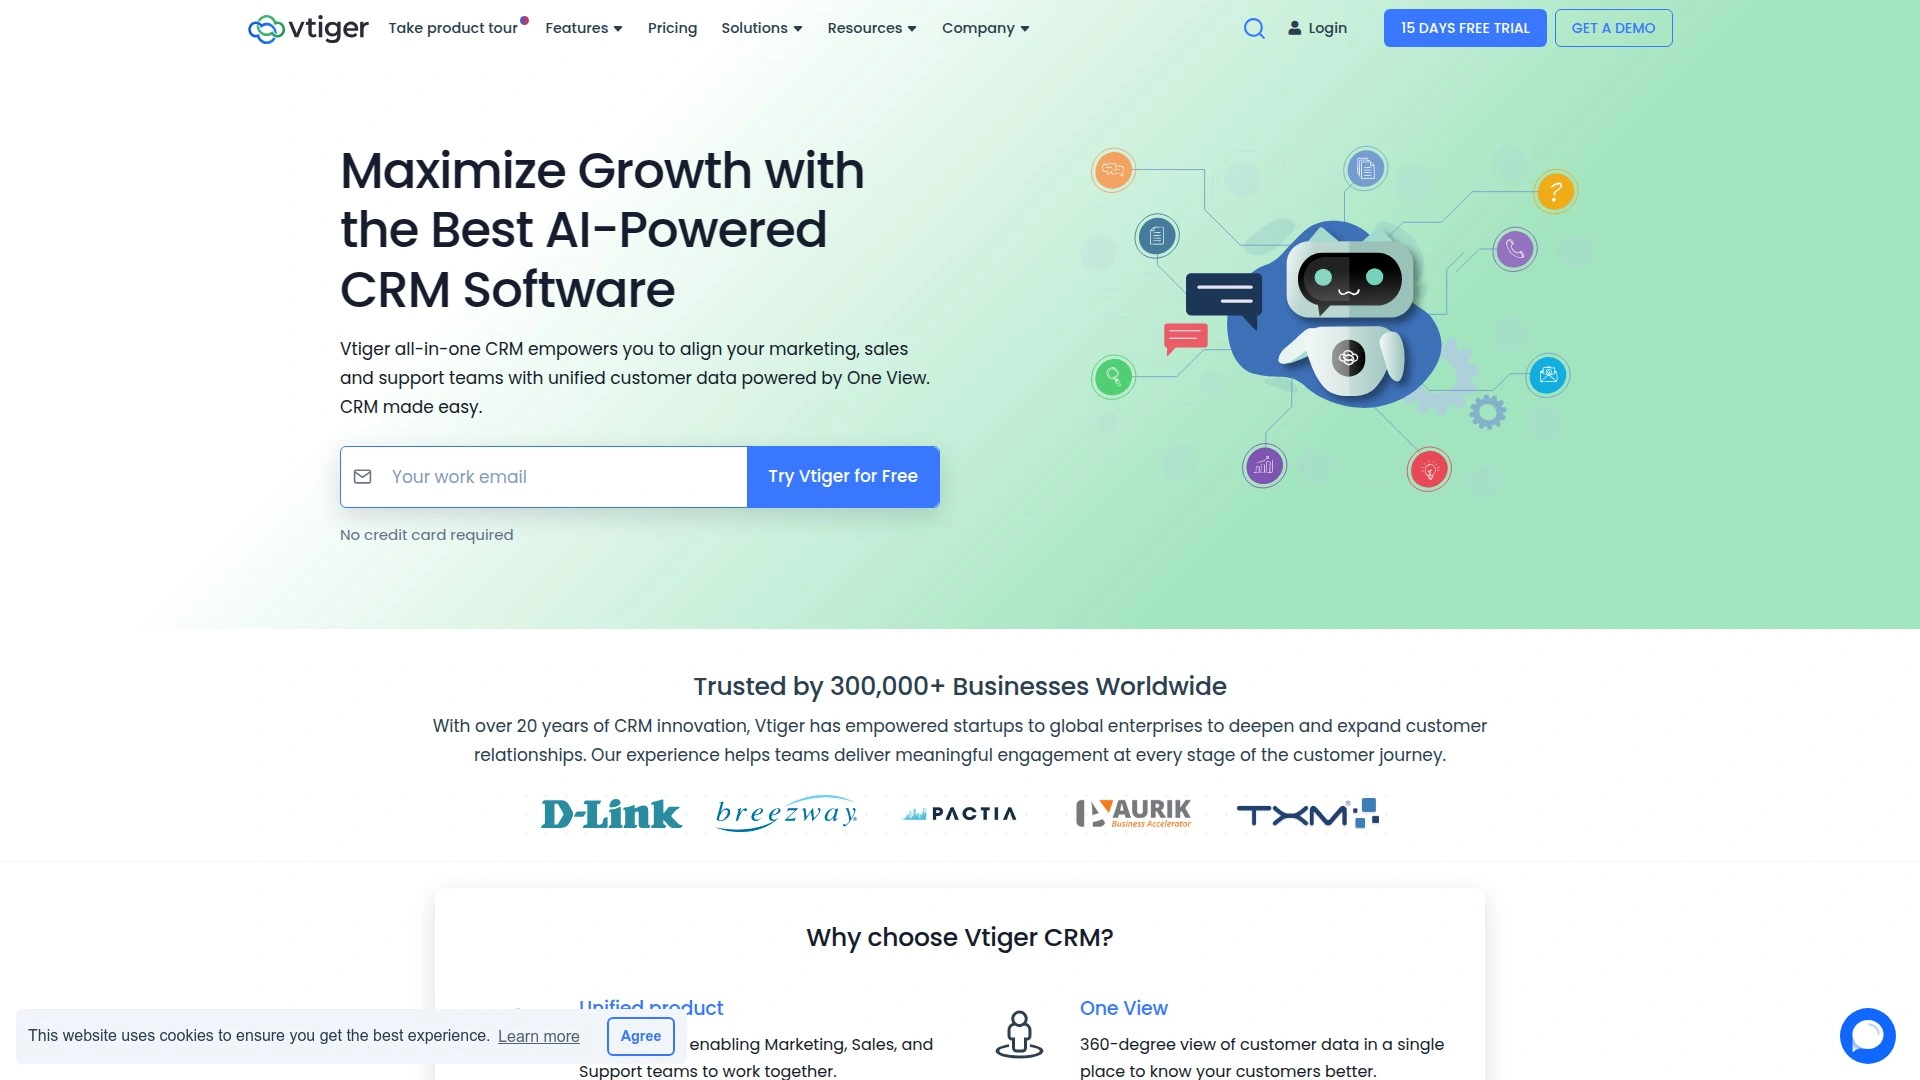 vtiger
Take product tour
Features
Pricing
Solutions
Resources
Company
Login
15 DAYS FREE TRIAL
GET A DEMO
Maximize Growth with
the Best AI-Powered
CRM Software
Vtiger all-in-one CRM empowers you to align your marketing, sales
and support teams with unified customer data powered by One View.
CRM made easy.
Your work email
Try Vtiger for Free
No credit card required
?
Trusted by 300,000+ Businesses Worldwide
With over 20 years of CRM innovation, Vtiger has empowered startups to global enterprises to deepen and expand customer
relationships. Our experience helps teams deliver meaningful engagement at every stage of the customer journey.
D-Link
breezway
PACTIA
AURIK
Business Accelerator
TXM
Why choose Vtiger CRM?
Unified product
enabling Marketing, Sales, and
Support teams to work together.
One View
360-degree view of customer data in a single
place to know your customers better.
This website uses cookies to ensure you get the best experience. Learn more
Agree